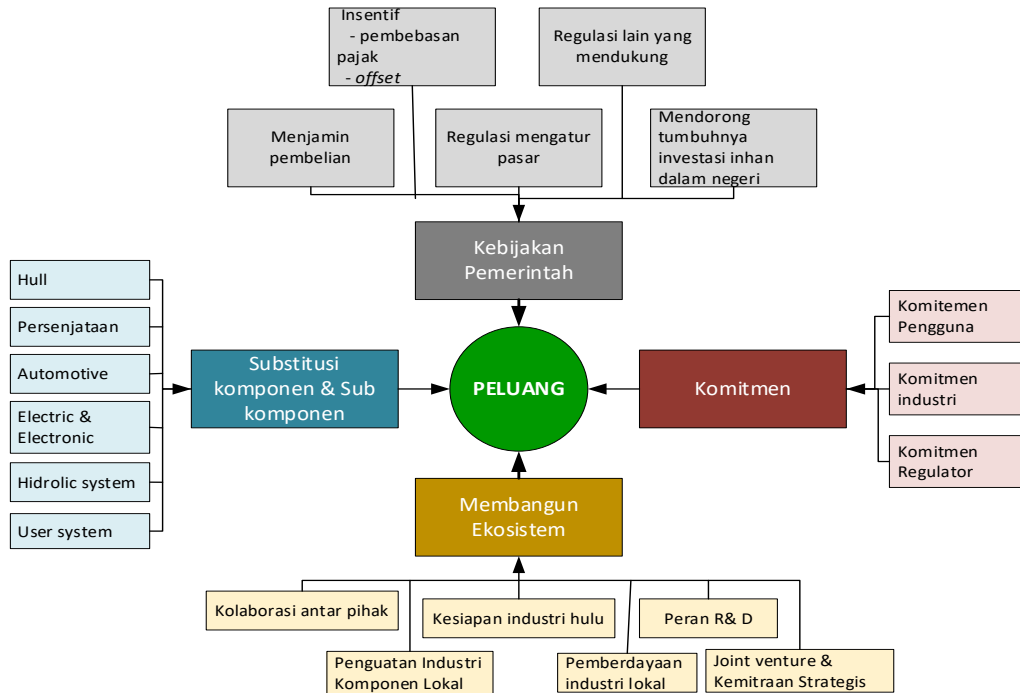 Insentif
- pembebasan
pajak
- offset
Regulasi lain yang
mendukung
Menjamin
pembelian
Regulasi mengatur
pasar
Mendorong
tumbuhnya
investasi inhan
dalam negeri
Kebijakan
Pemerintah
Hull
Persenjataan
Automotive
Electric &
Electronic
Hidrolic system
User system
Substitusi
komponen & Sub
komponen
PELUANG
Komitmen
Komitemen
Pengguna
Komitmen
industri
Komitmen
Regulator
Membangun
Ekosistem
Kolaborasi antar pihak
Kesiapan industri hulu
Peran R& D
Penguatan Industri
Komponen Lokal
Pemberdayaan
industri lokal
Joint venture &
Kemitraan Strategis